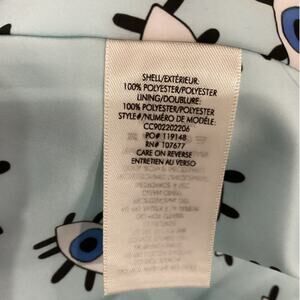 SHELL/EXTÉRIEUR:
100% POLYESTER/POLYESTER
LINING/DOUBLURE:
100% POLYESTER/POLYESTER
STYLE#/NUMÉRO DE MODÈLE:
CC902202206
PO# 119148
RN# 107677
CARE ON REVERSE
ENTRETIEN AU VERSO